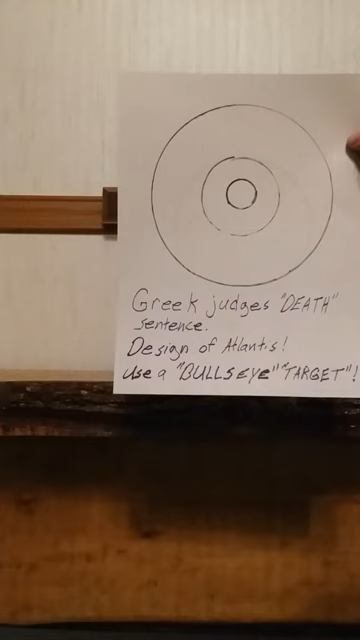 Greek judges "DEATH"
sentence.
Design of Atlantis!
use a "BULLSEYE" "TARGET"!